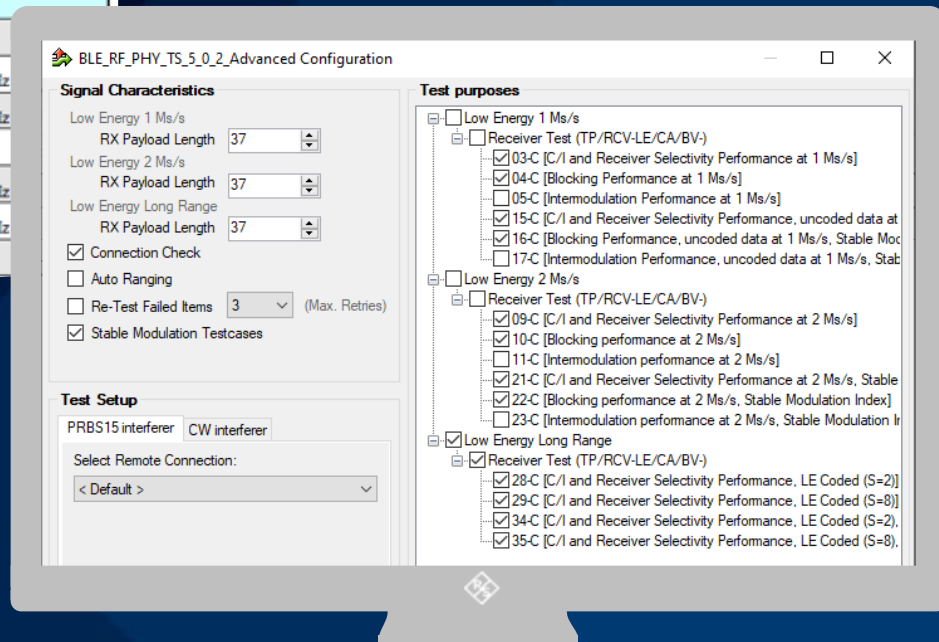 BLE_RF_PHY_TS_5_0_2_Advanced Configuration
Signal Characteristics
Low Energy 1 Ms/s
RX Payload Length 37
Low Energy 2 Ms/s
RX Payload Length 37
Low Energy Long Range
RX Payload Length 37
Connection Check
Auto Ranging
Re-Test Failed Items 3 (Max. Retries)
Stable Modulation Testcases
Test Setup
PRBS15 interferer CW interferer
Select Remote Connection:
< Default >
Test purposes
Low Energy 1 Ms/s
Receiver Test (TP/RCV-LE/CA/BV-)
03-C [C/I and Receiver Selectivity Performance at 1 Ms/s]
04-C [Blocking Performance at 1 Ms/s]
05-C [Intermodulation Performance at 1 Ms/s]
15-C [C/I and Receiver Selectivity Performance, uncoded data at
16-C [Blocking Performance, uncoded data at 1 Ms/s, Stable Moc
17-C [Intermodulation Performance, uncoded data at 1 Ms/s, Stab
Low Energy 2 Ms/s
Receiver Test (TP/RCV-LE/CA/BV-)
09-C [C/I and Receiver Selectivity Performance at 2 Ms/s]
10-C [Blocking performance at 2 Ms/s]
11-C [Intermodulation performance at 2 Ms/s]
21-C [C/I and Receiver Selectivity Performance at 2 Ms/s, Stable
22-C [Blocking performance at 2 Ms/s, Stable Modulation Index]
23-C [Intermodulation performance at 2 Ms/s, Stable Modulation Ir
Low Energy Long Range
Receiver Test (TP/RCV-LE/CA/BV-)
28-C [C/I and Receiver Selectivity Performance, LE Coded (S=2)]
29-C [C/I and Receiver Selectivity Performance, LE Coded (S=8)]
34-C [C/I and Receiver Selectivity Performance, LE Coded (S=2),
35-C [C/I and Receiver Selectivity Performance, LE Coded (S=8),
R&S